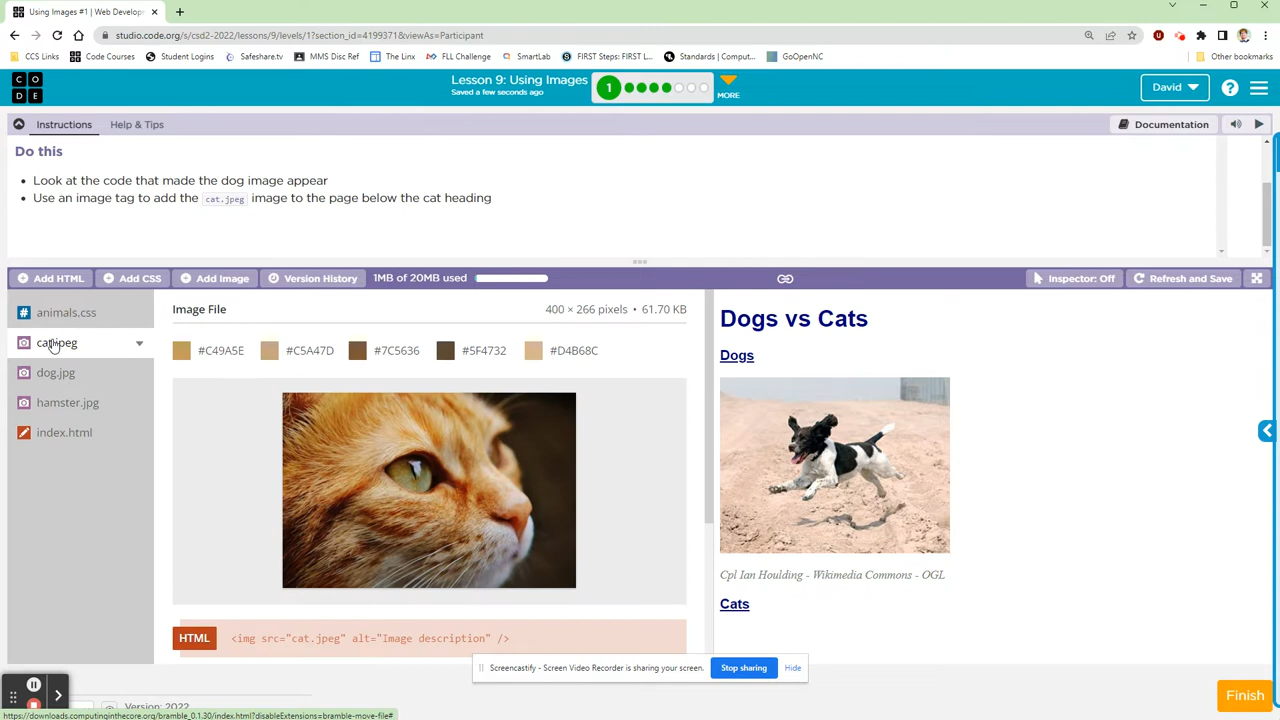 Using Images #1 | Web Develop
studio.code.org/s/csd2-2022/lessons/9/levels/1?section_id=4199371&viewAs=Participant
CCS Links
Code Courses
Student Logins
Safeshare.tv
MMS Disc Ref
The Linx
FLL Challenge
SmartLab
FIRST Steps: FIRST L...
Standards | Comput...
GoOpenNC
Other bookmarks
CODE
Lesson 9: Using Images
Saved a few seconds ago
1
MORE
David
Instructions
Help & Tips
Documentation
Do this
Look at the code that made the dog image appear
Use an image tag to add the cat.jpeg image to the page below the cat heading
Add HTML
Add CSS
Add Image
Version History
1MB of 20MB used
Inspector: Off
Refresh and Save
animals.css
cat.jpeg
dog.jpg
hamster.jpg
index.html
Image File
400 × 266 pixels • 61.70 KB
#C49A5E
#C5A47D
#7C5636
#5F4732
#D4B68C
HTML
<img src="cat.jpeg" alt="Image description" />
Dogs vs Cats
Dogs
Cpl Ian Houlding - Wikimedia Commons - OGL
Cats
Screencastify - Screen Video Recorder is sharing your screen.
Stop sharing
Hide
Version: 2022
Finish
https://downloads.computinginthecore.org/bramble_0.1.30/index.html?disableExtensions=bramble-move-file#